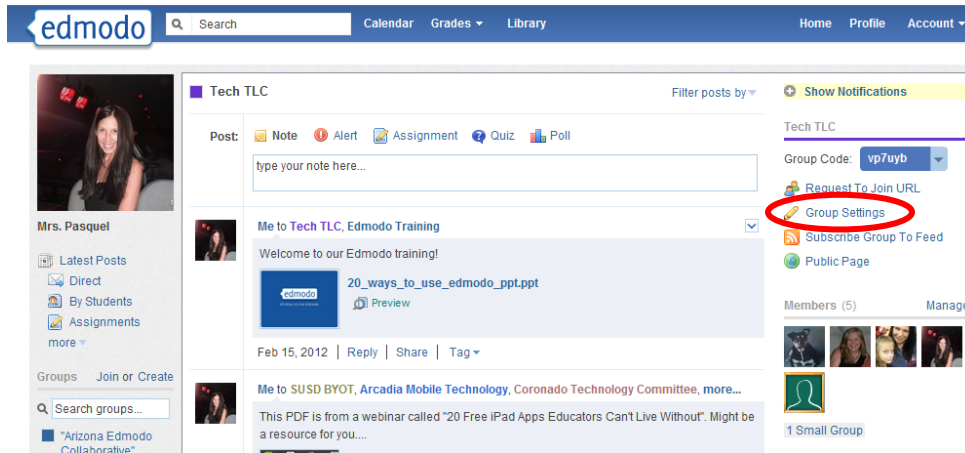 edmodo
Search
Calendar Grades Library
Home Profile Account
Mrs. Pasquel
Latest Posts
Direct
By Students
Assignments
more
Groups Join or Create
Search groups...
"Arizona Edmodo
Collaborative"
Tech TLC Filter posts by
Post: Note Alert Assignment Quiz Poll
type your note here...
Me to Tech TLC, Edmodo Training
Welcome to our Edmodo training!
edmodo
20_ways_to_use_edmodo_ppt.ppt
Preview
Feb 15, 2012 | Reply | Share | Tag
Me to SUSD BYOT, Arcadia Mobile Technology, Coronado Technology Committee, more...
This PDF is from a webinar called "20 Free iPad Apps Educators Can't Live Without". Might be
a resource for you....
Show Notifications
Tech TLC
Group Code: vp7uyb
Request To Join URL
Group Settings
Subscribe Group To Feed
Public Page
Members (5) Manage
1 Small Group